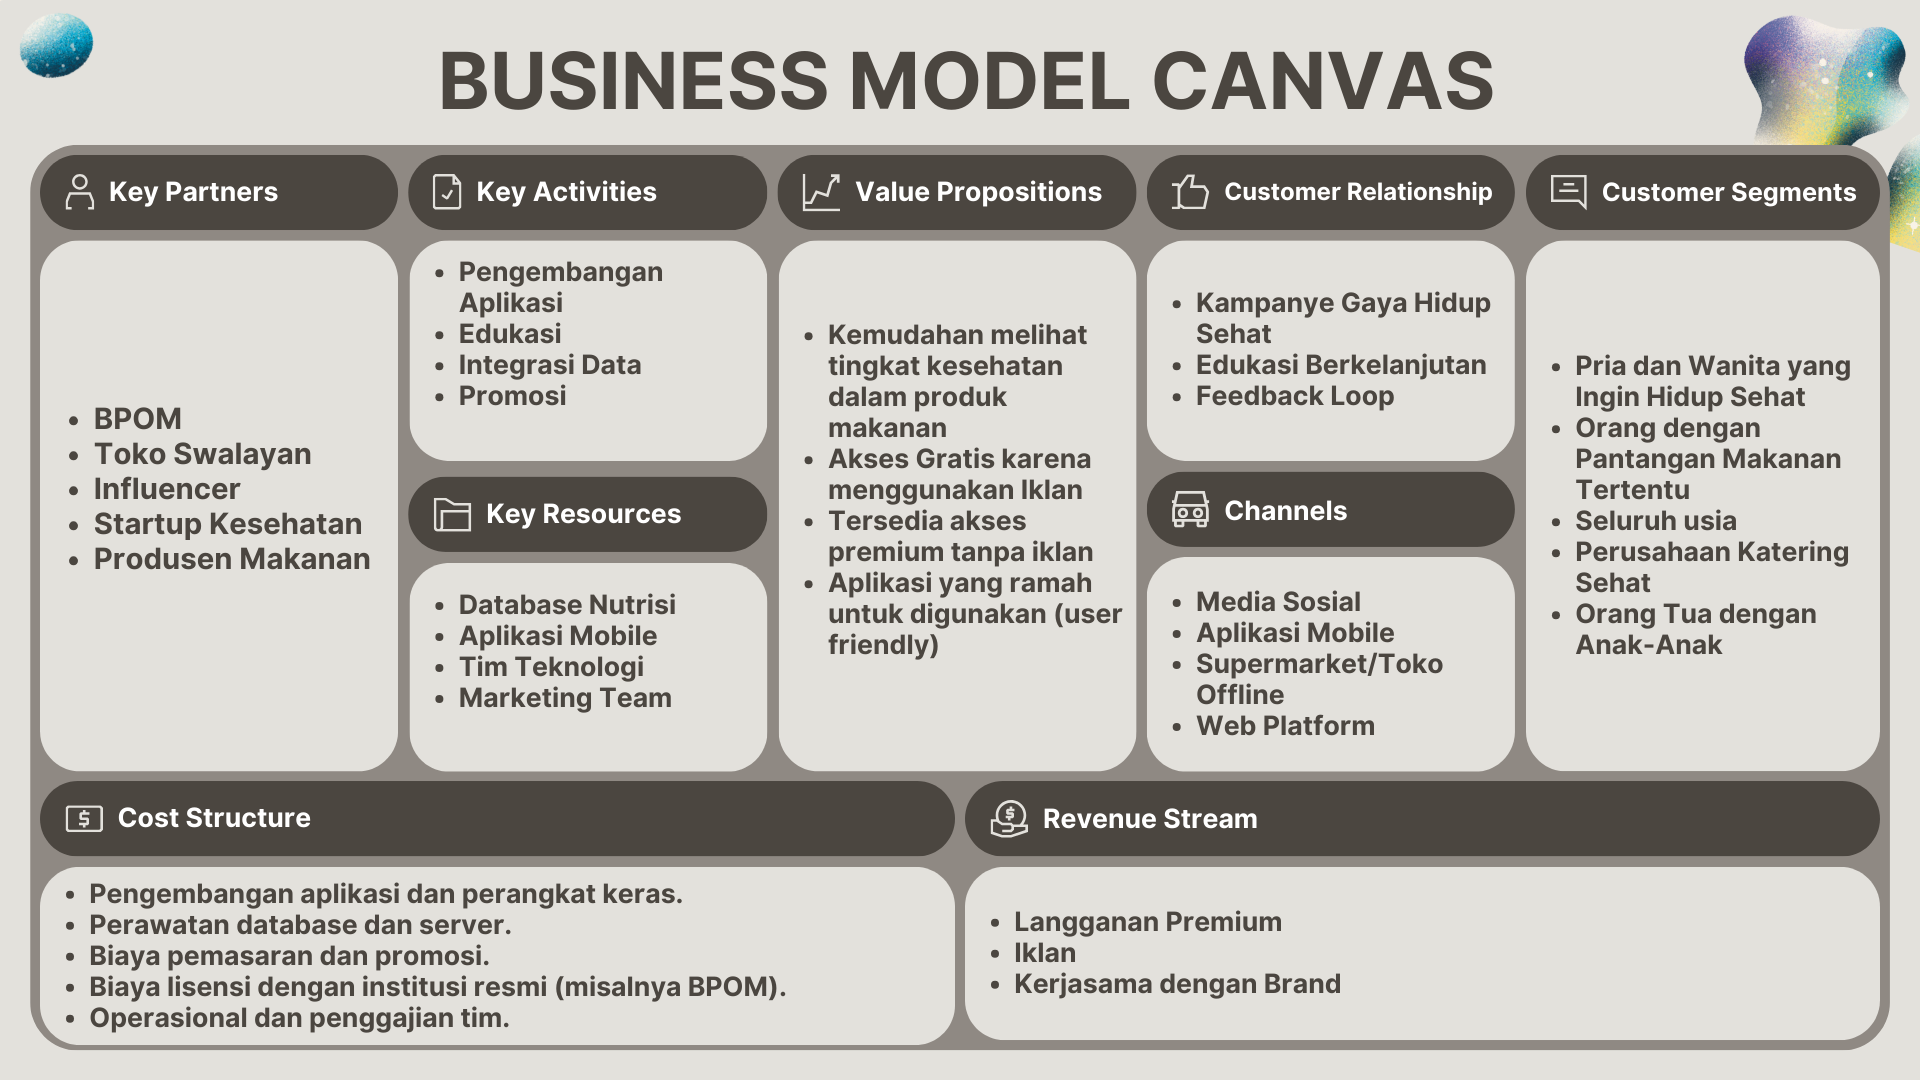 BUSINESS MODEL CANVAS
Key Partners
• BPOM
• Toko Swalayan
• Influencer
• Startup Kesehatan
• Produsen Makanan
Key Activities
• Pengembangan
Aplikasi
• Edukasi
• Integrasi Data
• Promosi
Key Resources
• Database Nutrisi
• Aplikasi Mobile
• Tim Teknologi
• Marketing Team
Value Propositions
• Kemudahan melihat
tingkat kesehatan
dalam produk
makanan
• Akses Gratis karena
menggunakan Iklan
• Tersedia akses
premium tanpa iklan
• Aplikasi yang ramah
untuk digunakan (user
friendly)
Customer Relationship
• Kampanye Gaya Hidup
Sehat
• Edukasi Berkelanjutan
• Feedback Loop
Channels
• Media Sosial
• Aplikasi Mobile
• Supermarket/Toko
Offline
• Web Platform
Customer Segments
• Pria dan Wanita yang
Ingin Hidup Sehat
• Orang dengan
Pantangan Makanan
Tertentu
• Seluruh usia
• Perusahaan Katering
Sehat
• Orang Tua dengan
Anak-Anak
Cost Structure
• Pengembangan aplikasi dan perangkat keras.
• Perawatan database dan server.
• Biaya pemasaran dan promosi.
• Biaya lisensi dengan institusi resmi (misalnya BPOM).
• Operasional dan penggajian tim.
Revenue Stream
• Langganan Premium
• Iklan
• Kerjasama dengan Brand